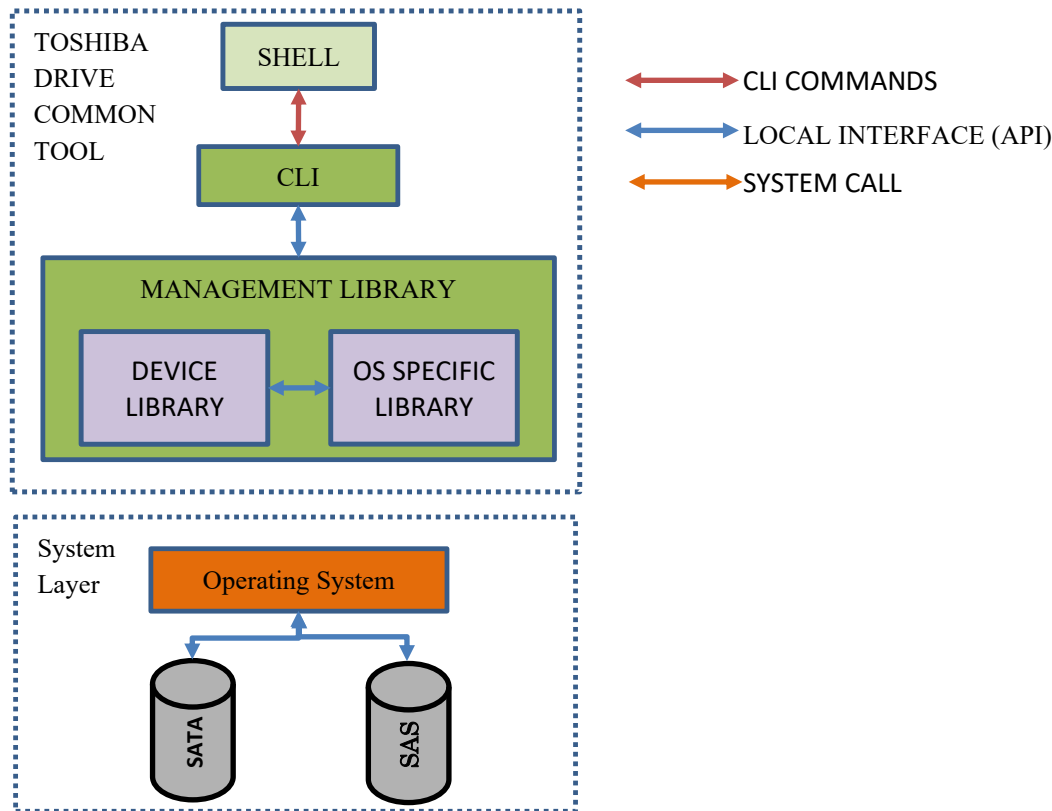 TOSHIBA
DRIVE
COMMON
TOOL
SHELL
CLI
MANAGEMENT LIBRARY
DEVICE
LIBRARY
OS SPECIFIC
LIBRARY
CLI COMMANDS
LOCAL INTERFACE (API)
SYSTEM CALL
System
Layer
Operating System
SATA
SAS